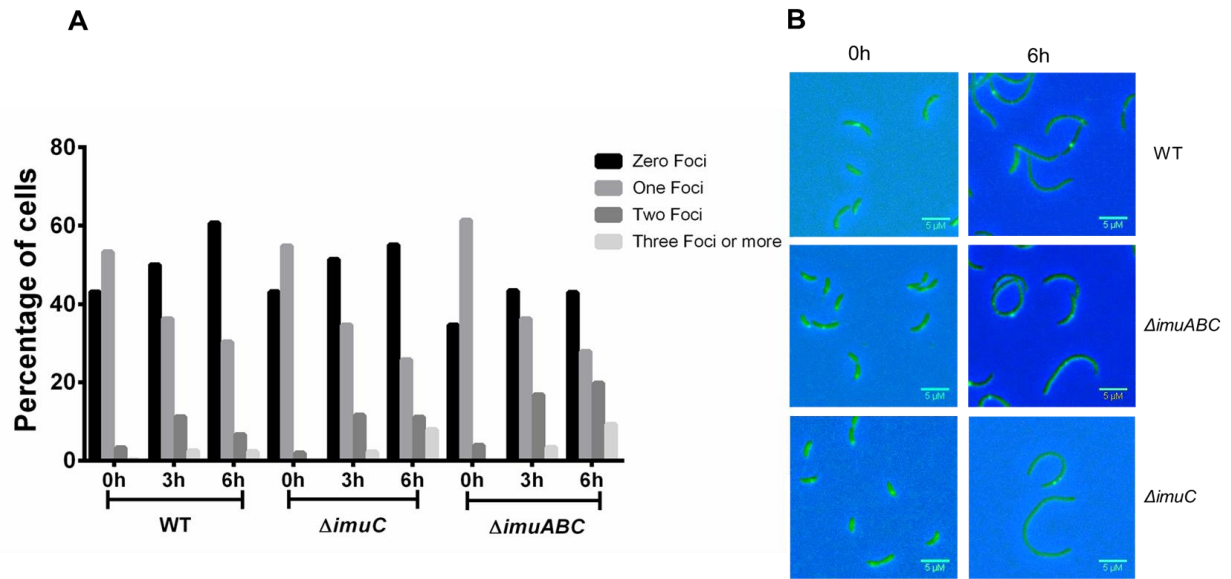 A
Percentage of cells
80
60
40
20
0
Zero Foci
One Foci
Two Foci
Three Foci or more
0h 3h 6h 0h 3h 6h 0h 3h 6h
WT ΔimuC ΔimuABC
B
0h 6h
5 µM 5 µM
WT
5 µM 5 µM
ΔimuABC
5 µM 5 µM
ΔimuC